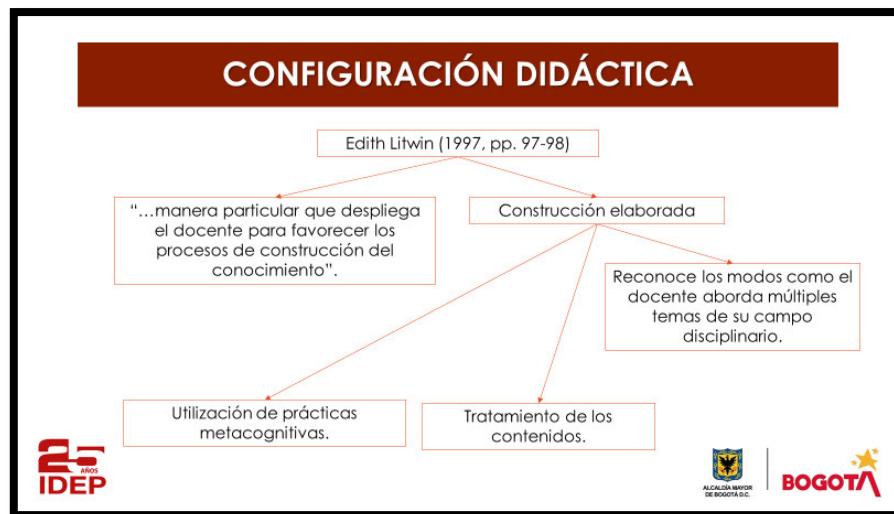 CONFIGURACIÓN DIDÁCTICA
Edith Litwin (1997, pp. 97-98)
“…manera particular que despliega
el docente para favorecer los
procesos de construcción del
conocimiento”.
Construcción elaborada
Reconoce los modos como el
docente aborda múltiples
temas de su campo
disciplinario.
Utilización de prácticas
metacognitivas.
Tratamiento de los
contenidos.
25
AÑOS
IDEP
ALCALDÍA MAYOR
DE BOGOTÁ D.C.
BOGOTÁ